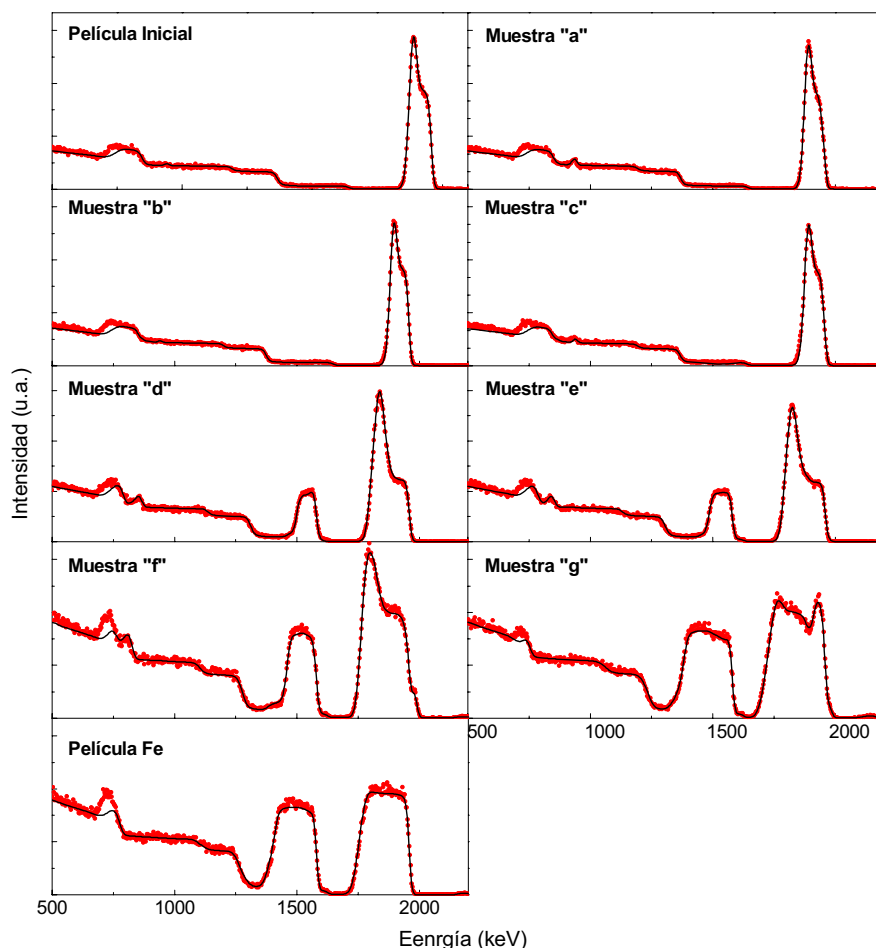 Película Inicial
Muestra "a"
Muestra "b"
Muestra "c"
Muestra "d"
Muestra "e"
Muestra "f"
Muestra "g"
Película Fe
Intensidad (u.a.)
500 1000 1500 2000
500 1000 1500 2000
Eenrgía (keV)